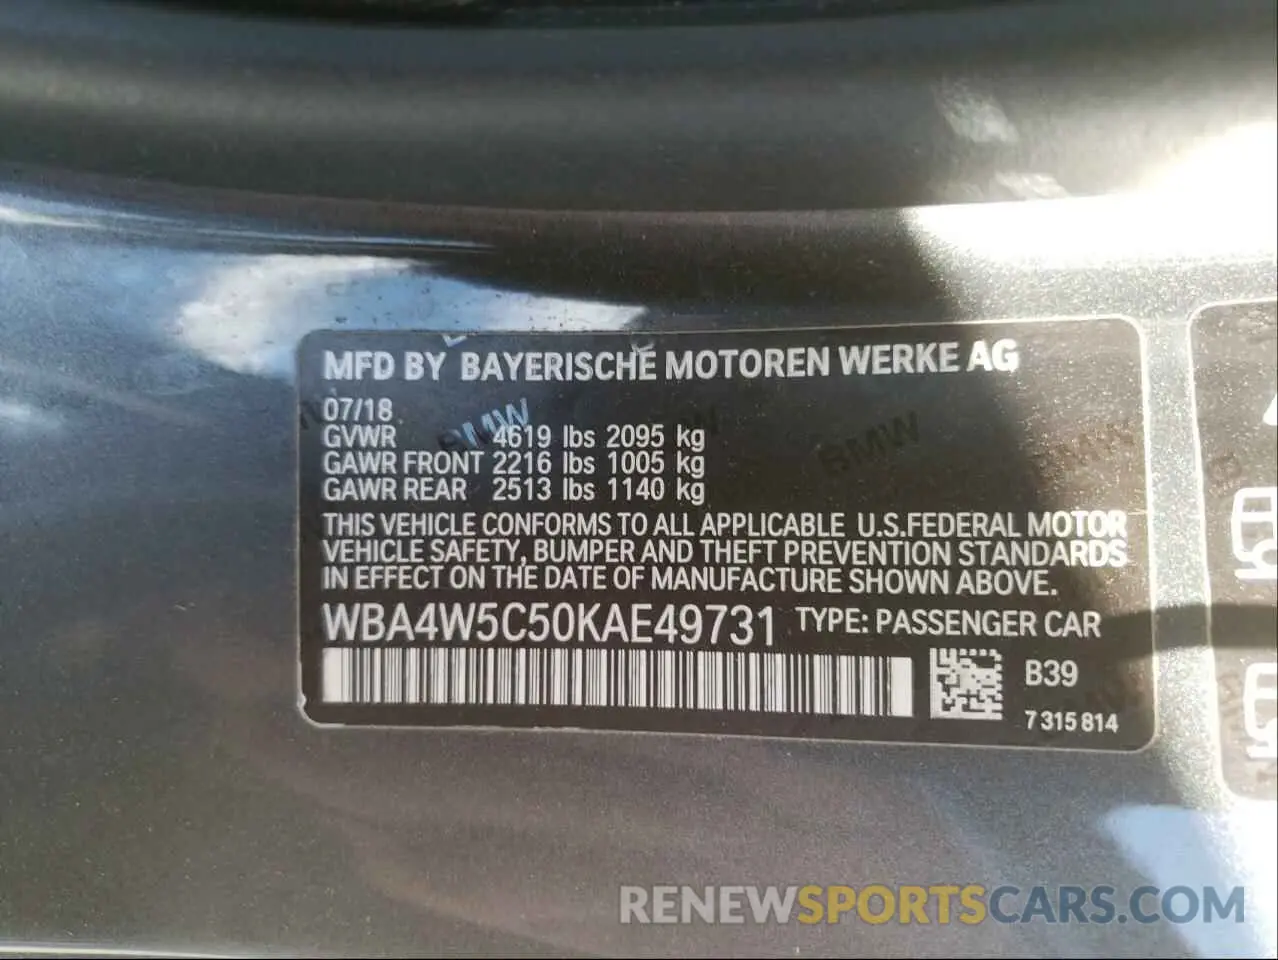 MFD BY BAYERISCHE MOTOREN WERKE AG
07/18
GVWR 4619 lbs 2095 kg
GAWR FRONT 2216 lbs 1005 kg
GAWR REAR 2513 lbs 1140 kg
THIS VEHICLE CONFORMS TO ALL APPLICABLE U.S.FEDERAL MOTOR
VEHICLE SAFETY, BUMPER AND THEFT PREVENTION STANDARDS
IN EFFECT ON THE DATE OF MANUFACTURE SHOWN ABOVE.
WBA4W5C50KAE49731 TYPE: PASSENGER CAR
B39
7 315 814
BMW
BMW
BMW
RENEWSPORTSCARS.COM